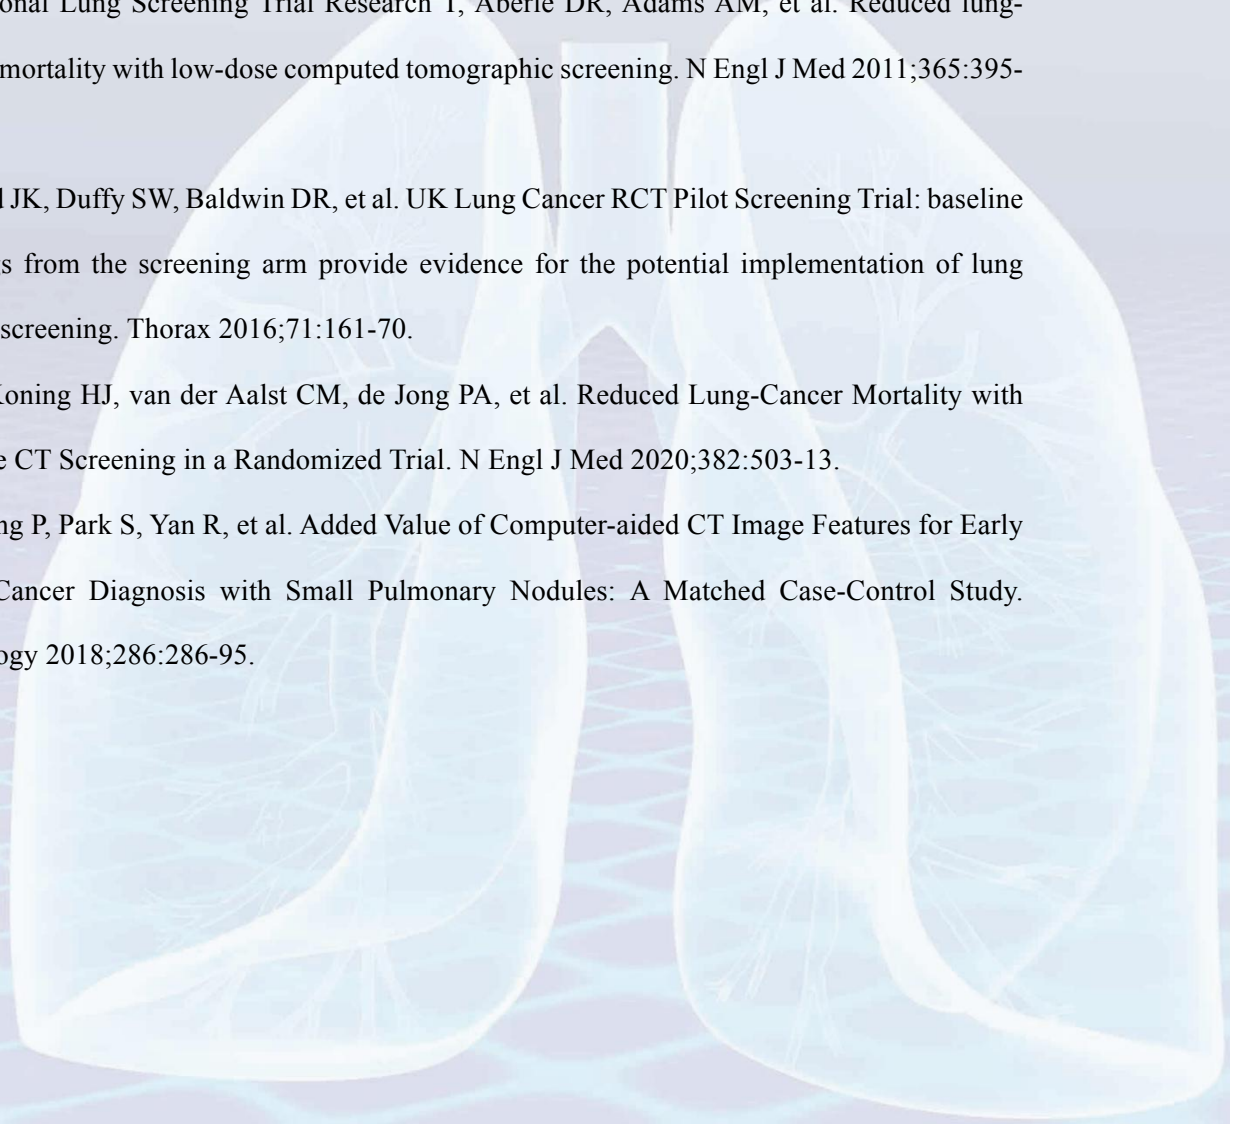 onal Lung Screening Trial Research T, Aberle DR, Adams AM, et al. Reduced lung-
mortality with low-dose computed tomographic screening. N Engl J Med 2011;365:395-
JK, Duffy SW, Baldwin DR, et al. UK Lung Cancer RCT Pilot Screening Trial: baseline
s from the screening arm provide evidence for the potential implementation of lung
screening. Thorax 2016;71:161-70.
Koning HJ, van der Aalst CM, de Jong PA, et al. Reduced Lung-Cancer Mortality with
e CT Screening in a Randomized Trial. N Engl J Med 2020;382:503-13.
ng P, Park S, Yan R, et al. Added Value of Computer-aided CT Image Features for Early
Cancer Diagnosis with Small Pulmonary Nodules: A Matched Case-Control Study.
ogy 2018;286:286-95.